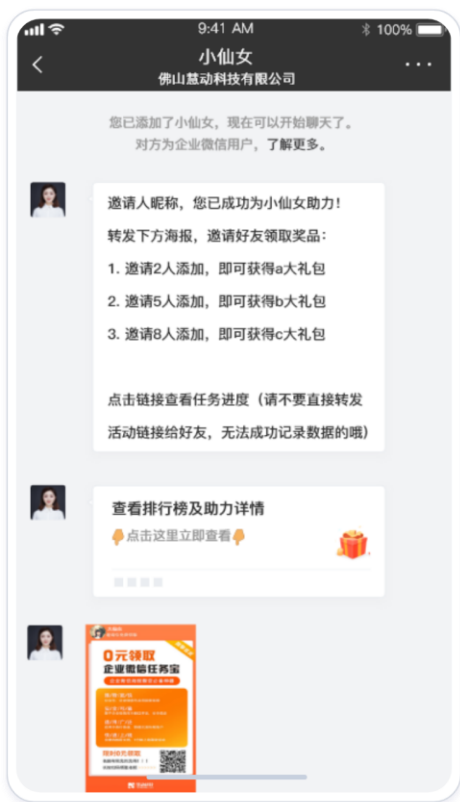 9:41 AM
100%
小仙女
佛山慧动科技有限公司
您已添加了小仙女，现在可以开始聊天了。
对方为企业微信用户，了解更多。
邀请人昵称，您已成功为小仙女助力！
转发下方海报，邀请好友领取奖品：
1. 邀请2人添加，即可获得a大礼包
2. 邀请5人添加，即可获得b大礼包
3. 邀请8人添加，即可获得c大礼包
点击链接查看任务进度（请不要直接转发
活动链接给好友，无法成功记录数据的哦）
查看排行榜及助力详情
👇点击这里立即查看👇
0元领取
企业微信任务宝